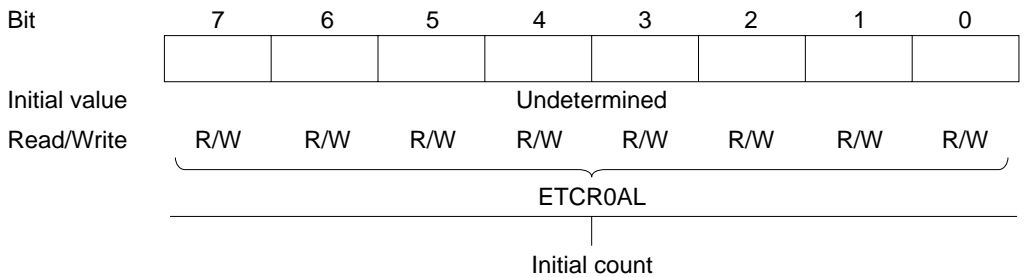 Bit 7 6 5 4 3 2 1 0
Initial value Undetermined
Read/Write R/W R/W R/W R/W R/W R/W R/W R/W
ETCR0AL
Initial count